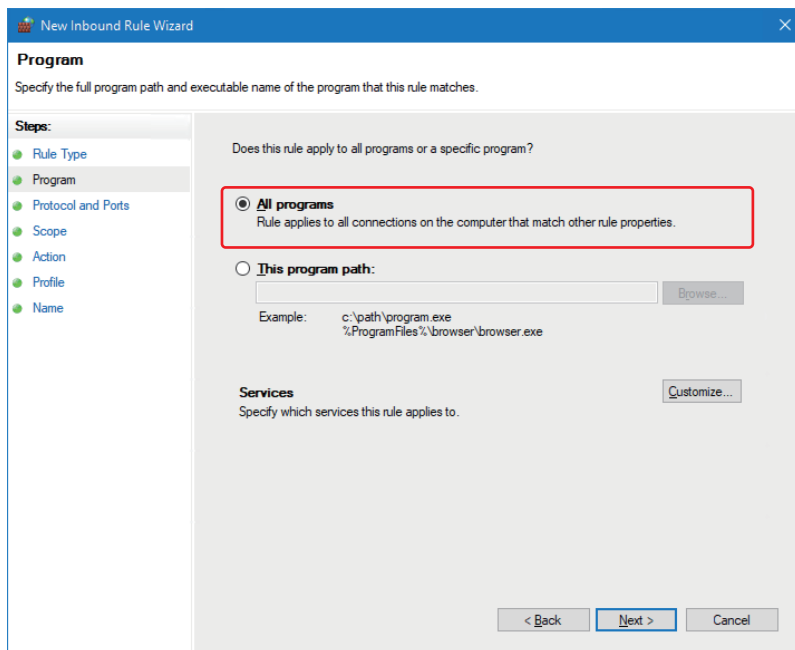 New Inbound Rule Wizard
Program
Specify the full program path and executable name of the program that this rule matches.
Steps:
Rule Type
Program
Protocol and Ports
Scope
Action
Profile
Name
Does this rule apply to all programs or a specific program?
All programs
Rule applies to all connections on the computer that match other rule properties.
This program path:
Browse...
Example: c:\path\program.exe
%ProgramFiles%\browser\browser.exe
Services
Customize...
Specify which services this rule applies to.
< Back Next > Cancel